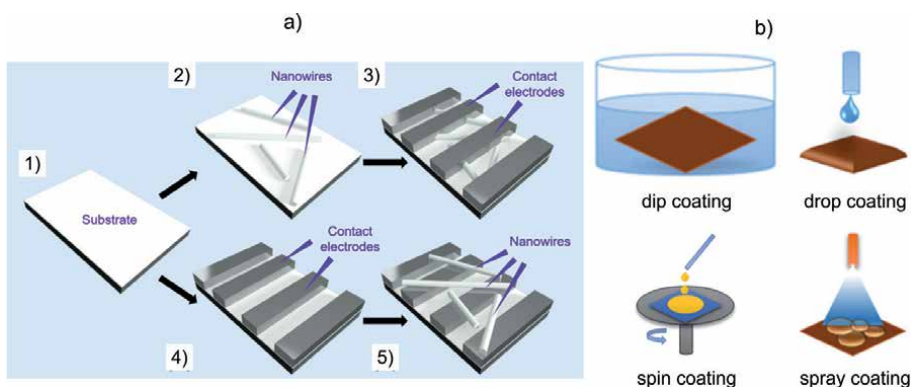 a)
b)
2)
Nanowires
3)
Contact
electrodes
1)
Substrate
dip coating
drop coating
Contact
electrodes
Nanowires
4)
5)
spin coating
spray coating